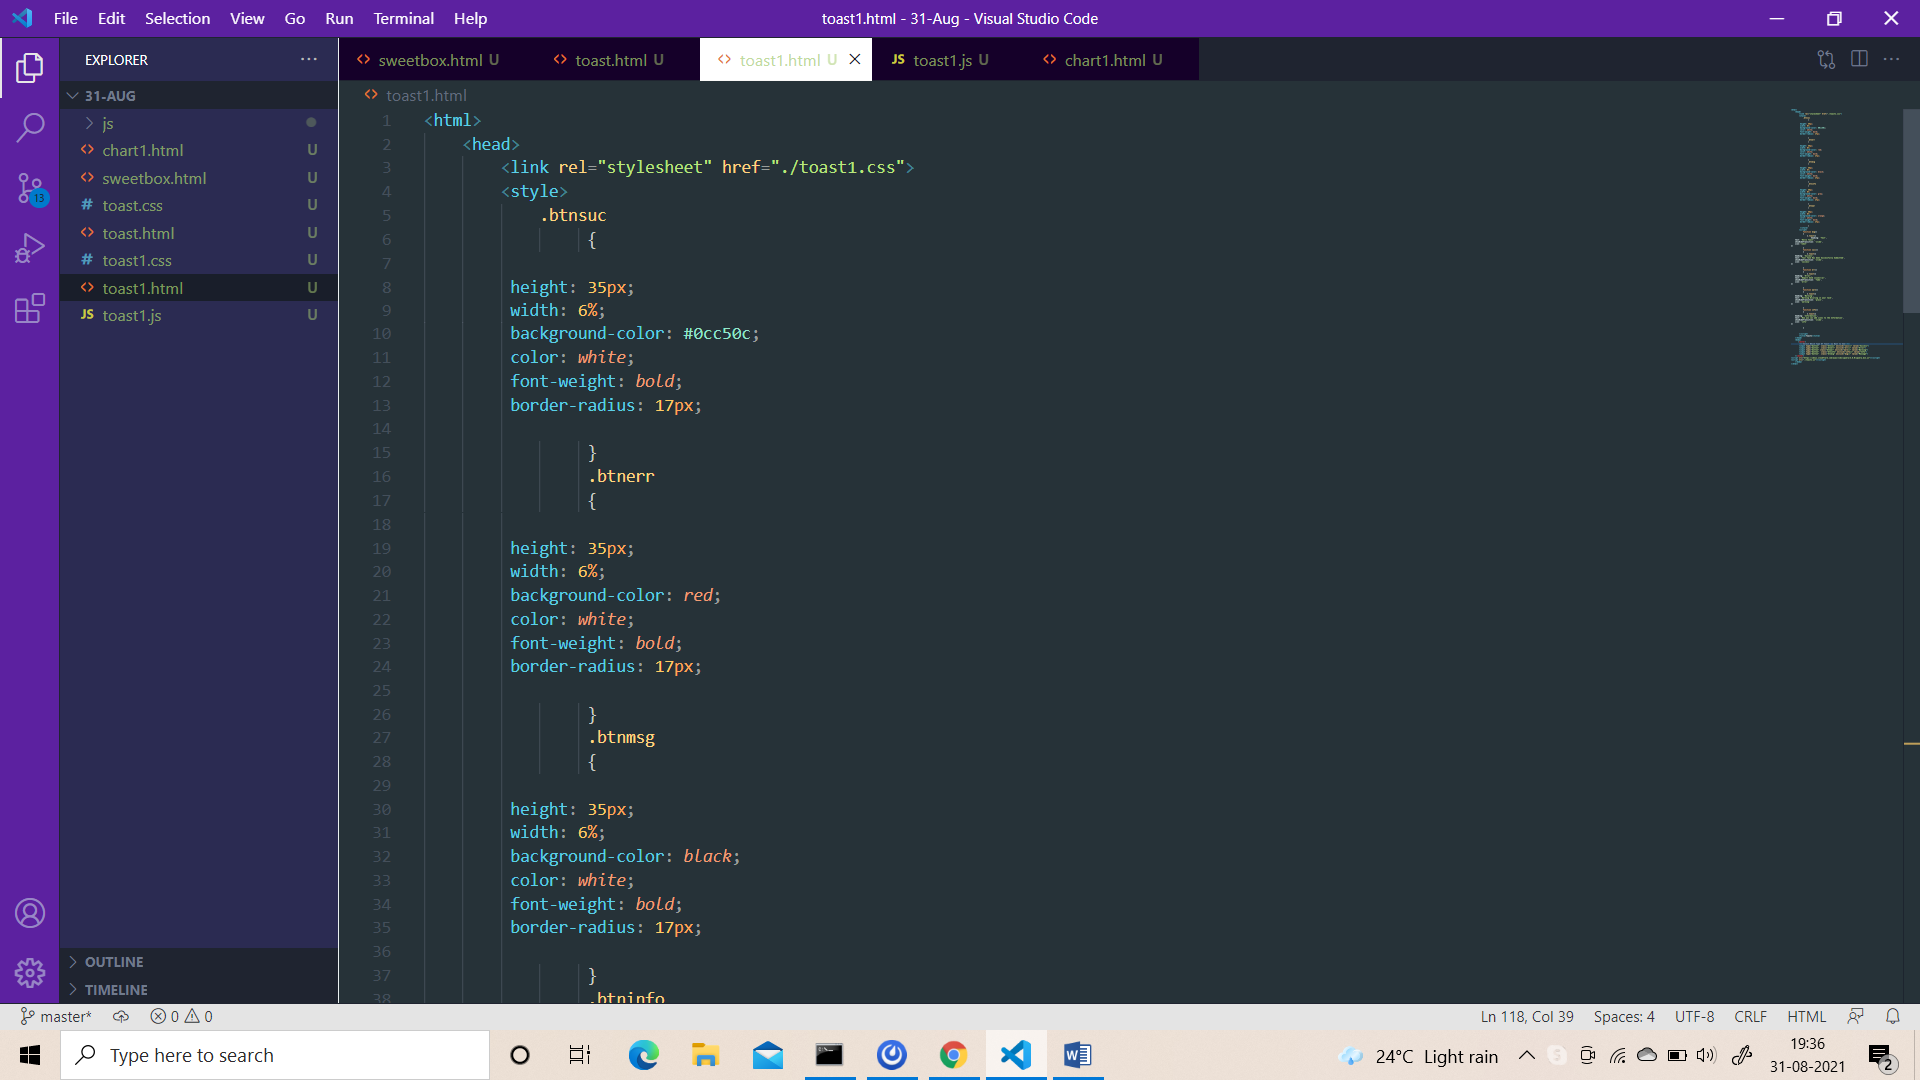 File Edit Selection View Go Run Terminal Help
toast1.html - 31-Aug - Visual Studio Code
EXPLORER
31-AUG
js
chart1.html U
sweetbox.html U
toast.css U
toast.html U
toast1.css U
toast1.html U
toast1.js U
OUTLINE
TIMELINE
13
sweetbox.html U
toast.html U
toast1.html U
JS toast1.js U
chart1.html U
toast1.html
1 <html>
2 <head>
3 <link rel="stylesheet" href="./toast1.css">
4 <style>
5 .btnsuc
6 {
7
8 height: 35px;
9 width: 6%;
10 background-color: #0cc50c;
11 color: white;
12 font-weight: bold;
13 border-radius: 17px;
14
15 }
16 .btnerr
17 {
18
19 height: 35px;
20 width: 6%;
21 background-color: red;
22 color: white;
23 font-weight: bold;
24 border-radius: 17px;
25
26 }
27 .btnmsg
28 {
29
30 height: 35px;
31 width: 6%;
32 background-color: black;
33 color: white;
34 font-weight: bold;
35 border-radius: 17px;
36
37 }
38 .btninfo
master* 0 0
Ln 118, Col 39 Spaces: 4 UTF-8 CRLF HTML
Type here to search
24°C Light rain
19:36
31-08-2021
2